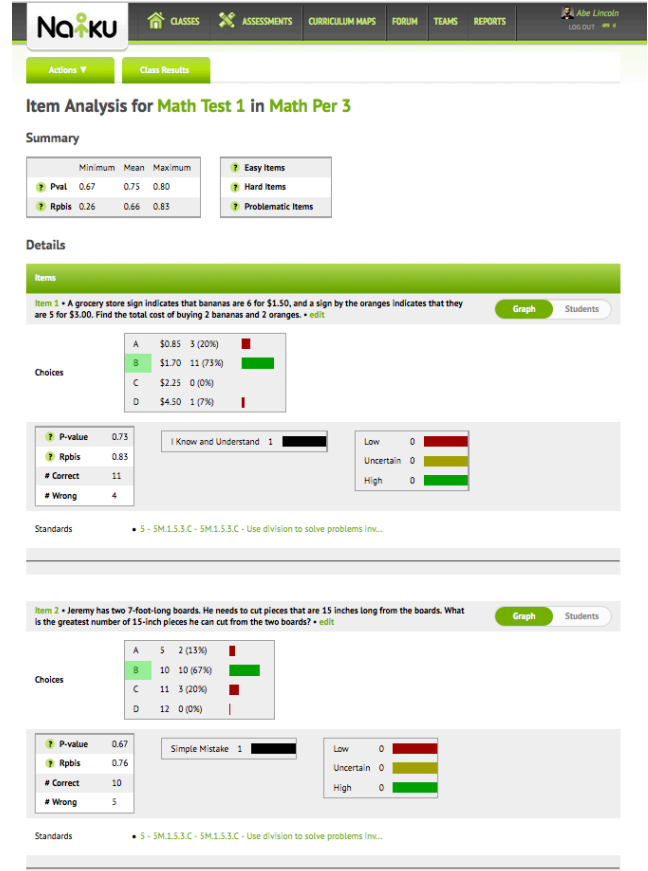 Naiku
CLASSES
ASSESSMENTS
CURRICULUM MAPS
FORUM
TEAMS
REPORTS
Abe Lincoln
LOG OUT
Actions ▼
Class Results
Item Analysis for Math Test 1 in Math Per 3
Summary
Minimum Mean Maximum
? Pval 0.67 0.75 0.80
? Rpbis 0.26 0.66 0.83
? Easy Items
? Hard Items
? Problematic Items
Details
Items
Item 1 • A grocery store sign indicates that bananas are 6 for $1.50, and a sign by the oranges indicates that they
are 5 for $3.00. Find the total cost of buying 2 bananas and 2 oranges. • edit
Graph
Students
Choices
A $0.85 3 (20%)
B $1.70 11 (73%)
C $2.25 0 (0%)
D $4.50 1 (7%)
? P-value 0.73
? Rpbis 0.83
# Correct 11
# Wrong 4
I Know and Understand 1
Low 0
Uncertain 0
High 0
Standards
• 5 - 5M.1.5.3.C - 5M.1.5.3.C - Use division to solve problems inv...
Item 2 • Jeremy has two 7-foot-long boards. He needs to cut pieces that are 15 inches long from the boards. What
is the greatest number of 15-inch pieces he can cut from the two boards? • edit
Graph
Students
Choices
A 5 2 (13%)
B 10 10 (67%)
C 11 3 (20%)
D 12 0 (0%)
? P-value 0.67
? Rpbis 0.76
# Correct 10
# Wrong 5
Simple Mistake 1
Low 0
Uncertain 0
High 0
Standards
• 5 - 5M.1.5.3.C - 5M.1.5.3.C - Use division to solve problems inv...